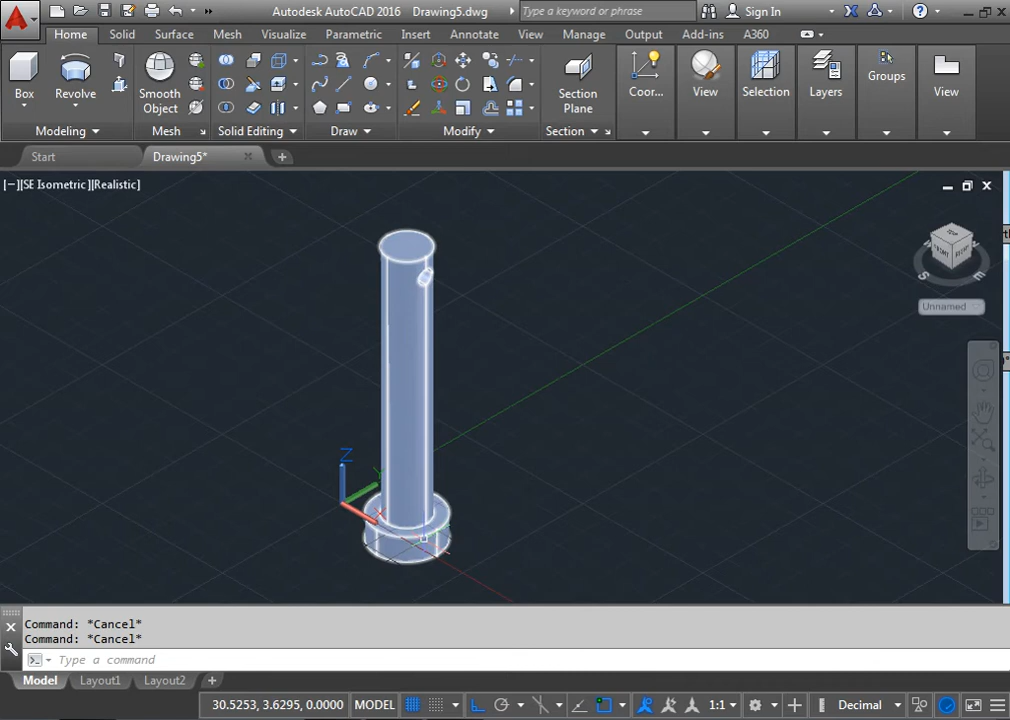 Autodesk AutoCAD 2016 Drawing5.dwg Type a keyword or phrase Sign In
Home Solid Surface Mesh Visualize Parametric Insert Annotate View Manage Output Add-ins A360
Box Revolve Smooth Object Section Plane Coor... View Selection Layers Groups View
Modeling Mesh Solid Editing Draw Modify Section
Start Drawing5*
[−][SE Isometric][Realistic]
TOP
FRONT RIGHT
S E
Unnamed
Z
Command: *Cancel*
Command: *Cancel*
Type a command
Model Layout1 Layout2
30.5253, 3.6295, 0.0000 MODEL 1:1 Decimal